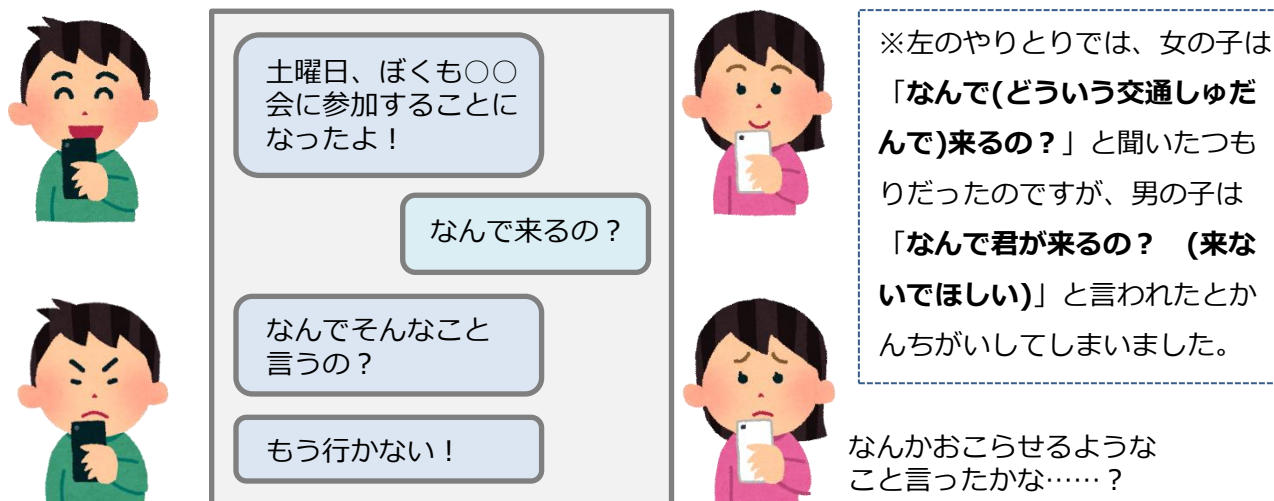 土曜日、ぼくも○○
会に参加することに
なったよ！
なんで来るの？
なんでそんなこと
言うの？
もう行かない！
※左のやりとりでは、女の子は
「なんで(どういう交通しゅだ
んで)来るの？」と聞いたつも
りだったのですが、男の子は
「なんで君が来るの？　(来な
いでほしい)」と言われたとか
んちがいしてしまいました。
なんかおこらせるような
こと言ったかな……？